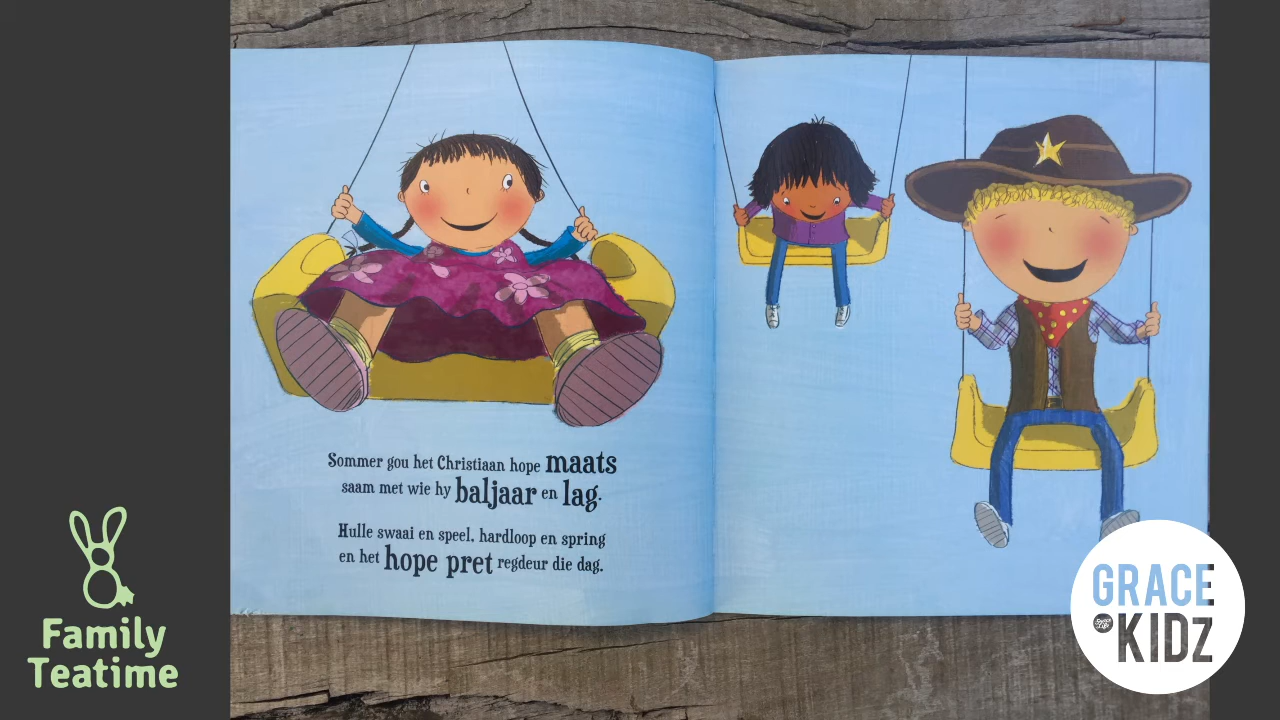 Sommer gou het Christiaan hope maats
saam met wie hy baljaar en lag.
Hulle swaai en speel, hardloop en spring
en het hope pret regdeur die dag.
Family
Teatime
GRACE
KIDZ